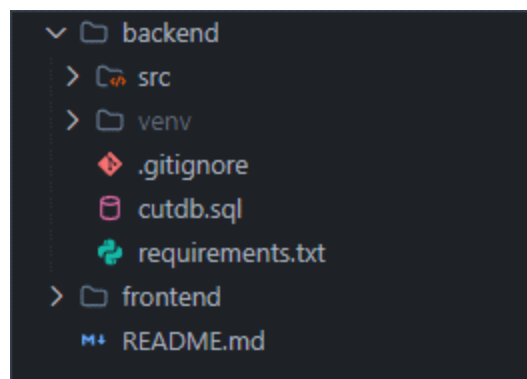 backend
src
venv
.gitignore
cutdb.sql
requirements.txt
frontend
M↓ README.md